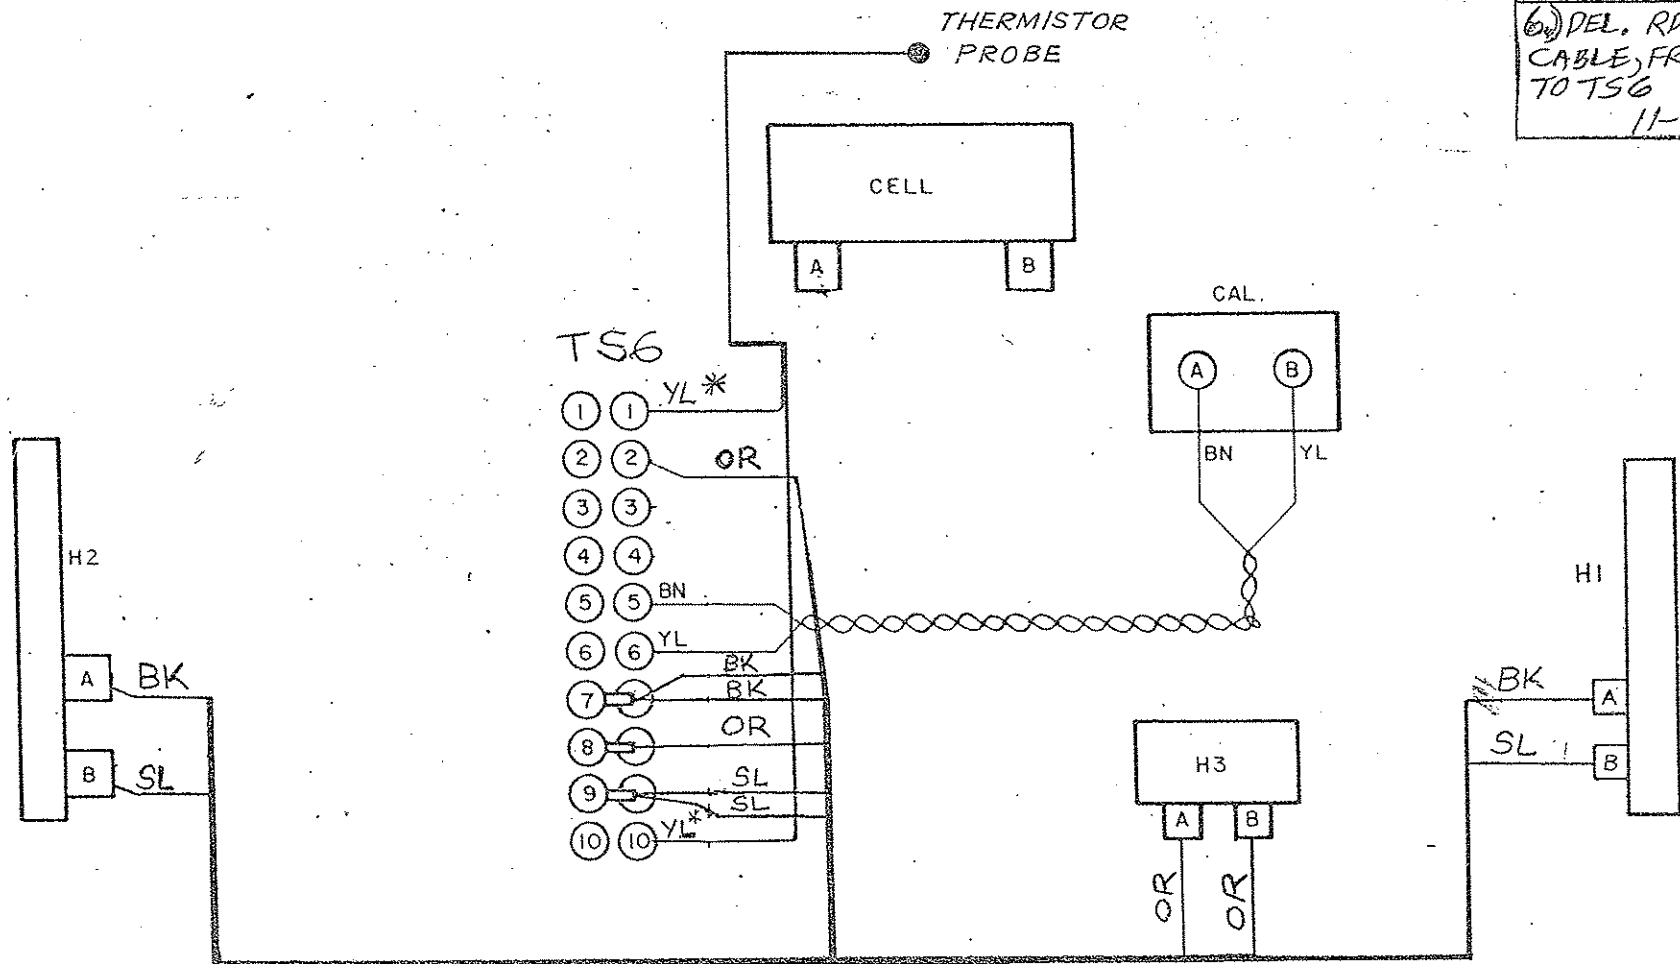 THERMISTOR
PROBE
6.) DEL. RD
CABLE, FR
TO TS6
11-
CELL
A
B
CAL.
A
B
BN
YL
TS6
1 1 YL*
2 2 OR
3 3
4 4
5 5 BN
6 6 YL
BK
7 BK
8 OR
9 SL
SL
10 10 YL*
H2
A BK
B SL
H1
BK A
SL B
H3
A B
OR OR